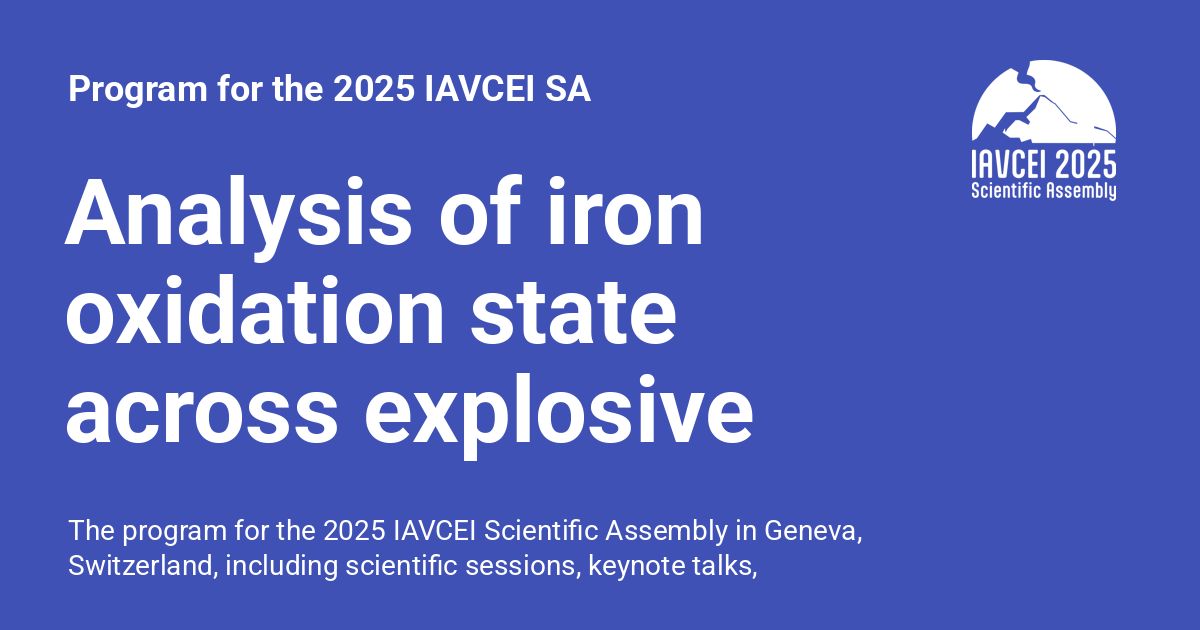 Program for the 2025 IAVCEI SA
IAVCEI 2025
Scientific Assembly
Analysis of iron
oxidation state
across explosive
The program for the 2025 IAVCEI Scientific Assembly in Geneva,
Switzerland, including scientific sessions, keynote talks,